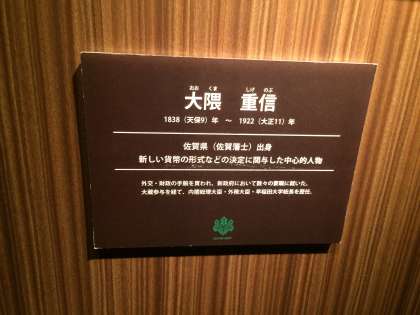 おお くま しげ のぶ
大隈 重信
1838（天保9）年 ～ 1922（大正11）年
佐賀県（佐賀藩士）出身
新しい貨幣の形式などの決定に関与した中心的人物
外交・財政の手腕を買われ、新政府において数々の要職に就いた。
大蔵参与を経て、内閣総理大臣・外務大臣・早稲田大学総長を歴任。